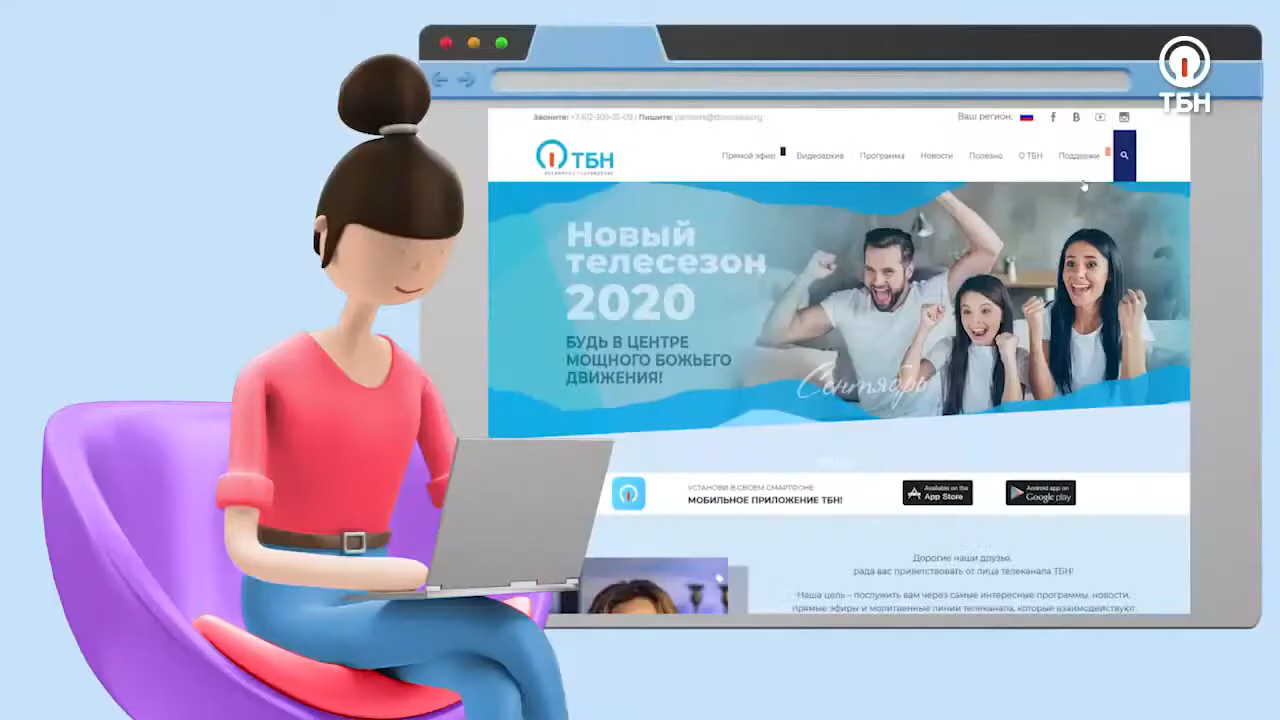 ТБН
Звоните: | Пишите:
Ваш регион:
ТБН
Прямой эфир Видеоархив Программа Новости Полезно О ТБН Поддержи
Новый
телесезон
2020
БУДЬ В ЦЕНТРЕ
МОЩНОГО БОЖЬЕГО
ДВИЖЕНИЯ!
Сентябрь
УСТАНОВИ В СВОЕМ СМАРТФОНЕ
МОБИЛЬНОЕ ПРИЛОЖЕНИЕ ТБН!
Available on the
App Store
Android app on
Google play
Дорогие наши друзья,
рада вас приветствовать от лица телеканала ТБН!
Наша цель – послужить вам через самые интересные программы, новости,
прямые эфиры и молитвенные линии телеканала, которые взаимодействуют